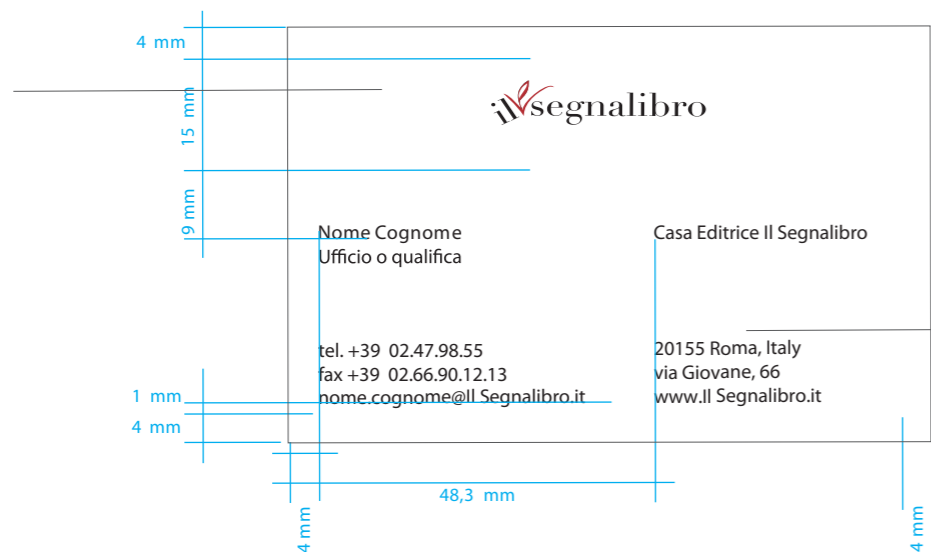 4 mm
15 mm
9 mm
il segnalibro
Nome Cognome
Ufficio o qualifica
Casa Editrice Il Segnalibro
tel. +39 02.47.98.55
fax +39 02.66.90.12.13
nome.cognome@Il Segnalibro.it
20155 Roma, Italy
via Giovane, 66
www.Il Segnalibro.it
1 mm
4 mm
48,3 mm
4 mm
4 mm